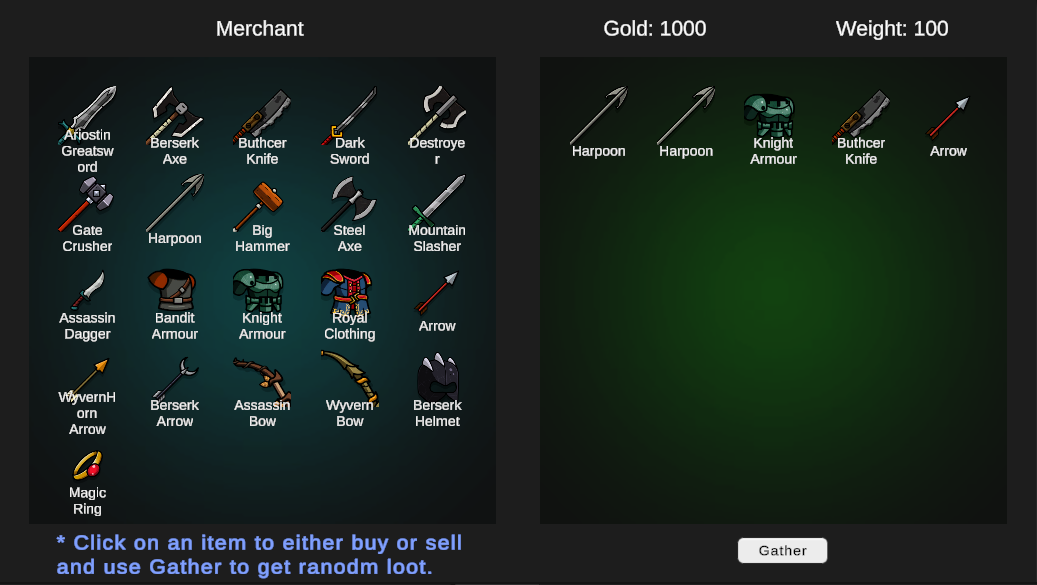 Merchant
Gold: 1000
Weight: 100
Ariostin
Greatsw
ord
Berserk
Axe
Buthcer
Knife
Dark
Sword
Destroye
r
Gate
Crusher
Harpoon
Big
Hammer
Steel
Axe
Mountain
Slasher
Assassin
Dagger
Bandit
Armour
Knight
Armour
Royal
Clothing
Arrow
WyvernH
orn
Arrow
Berserk
Arrow
Assassin
Bow
Wyvern
Bow
Berserk
Helmet
Magic
Ring
* Click on an item to either buy or sell
and use Gather to get ranodm loot.
Harpoon
Harpoon
Knight
Armour
Buthcer
Knife
Arrow
Gather